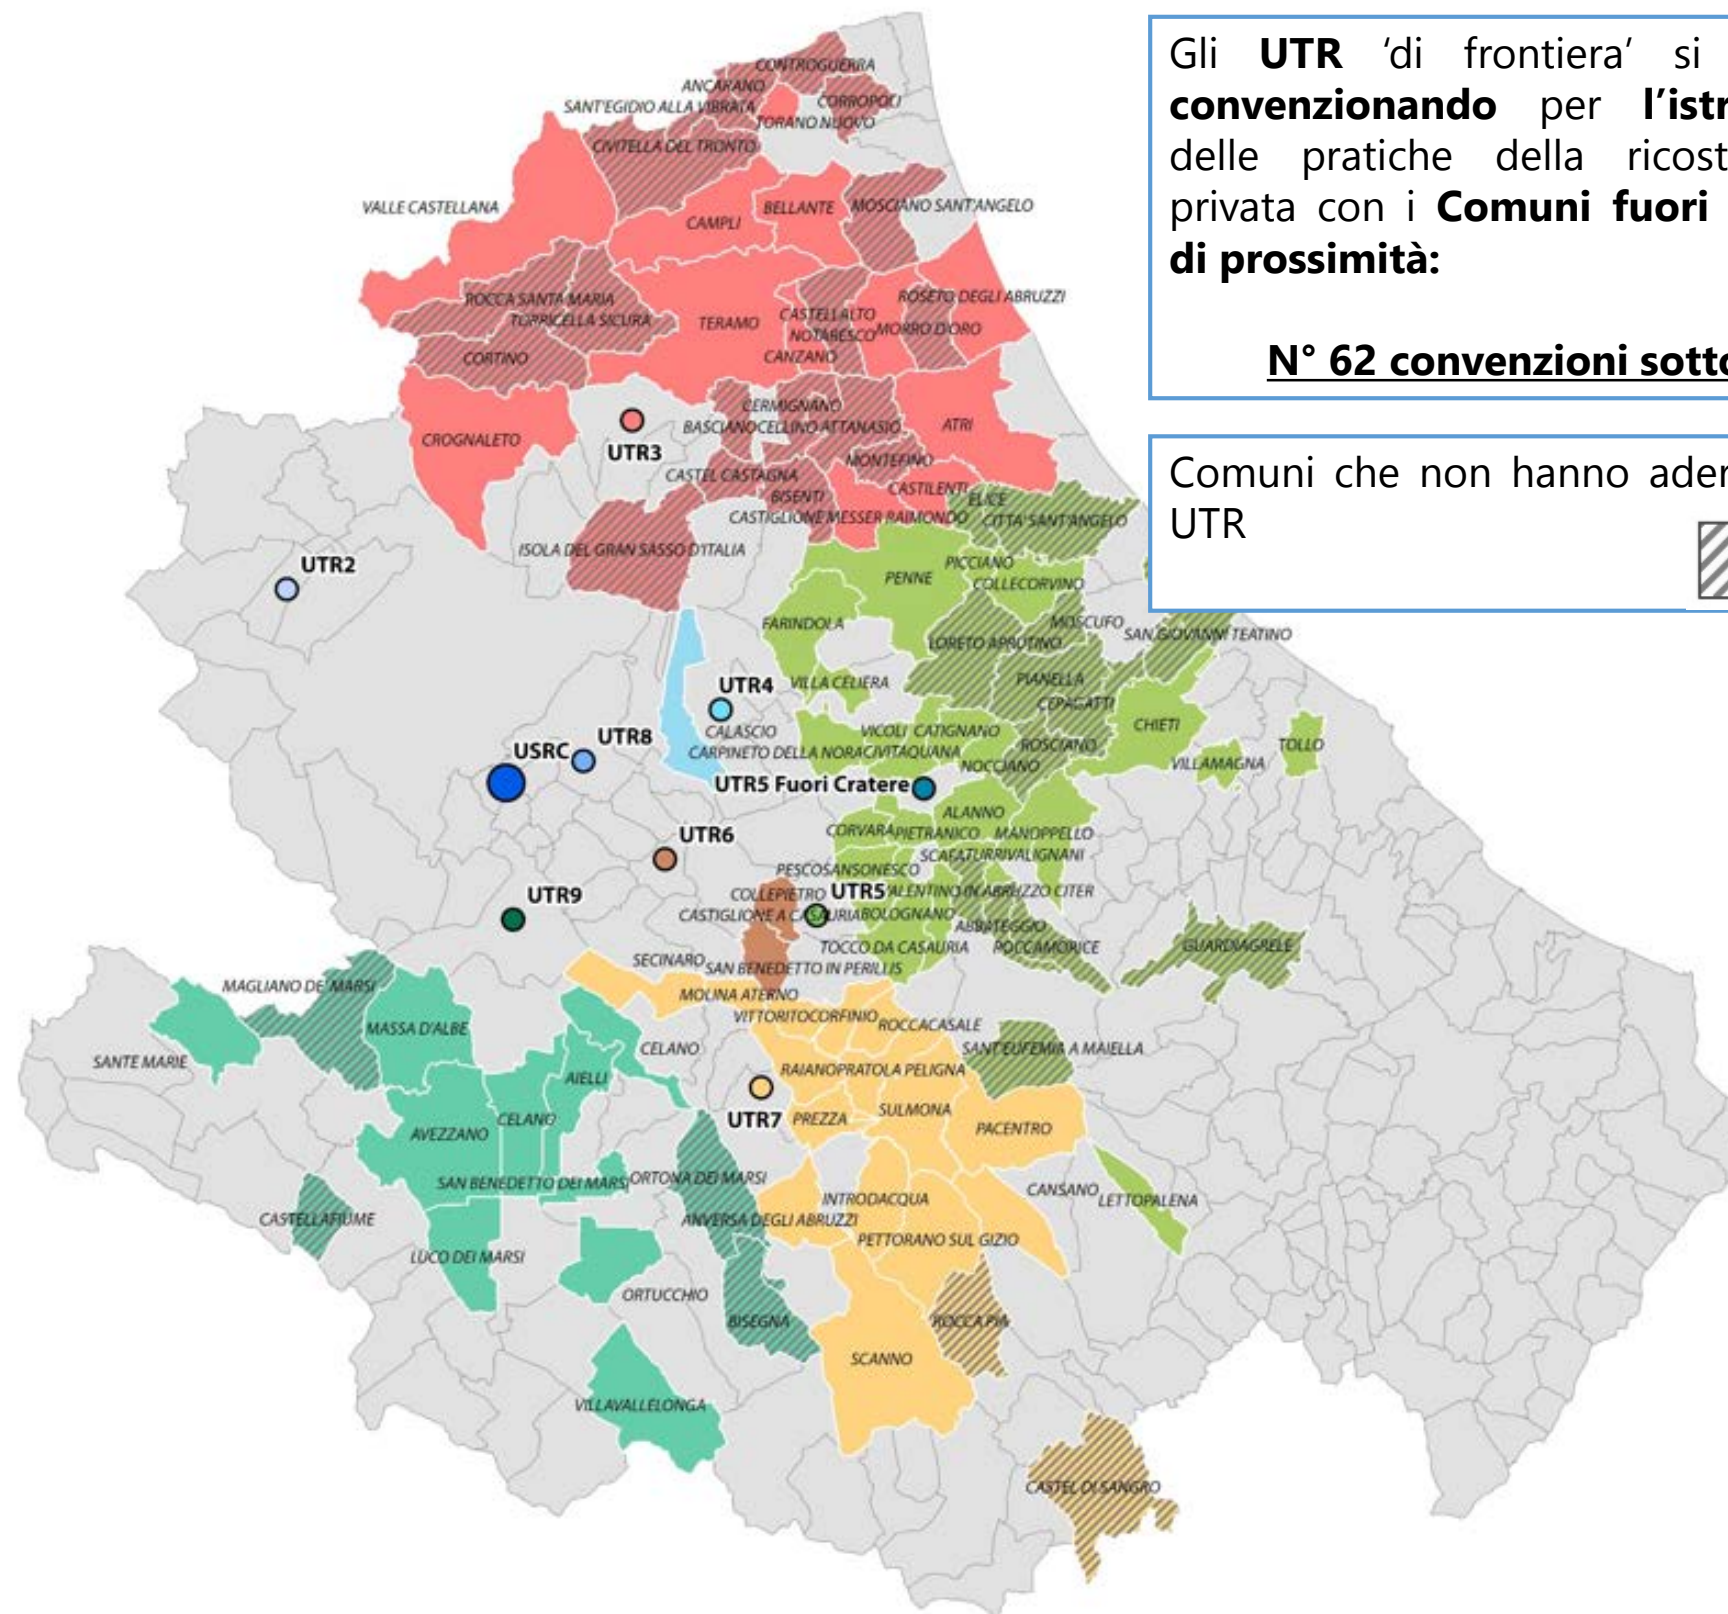 Gli UTR 'di frontiera' si
convenzionando per l'istr
delle pratiche della ricost
privata con i Comuni fuori
di prossimità:
N° 62 convenzioni sotto
Comuni che non hanno ader
UTR
CONTROGUERRA
ANCARANO
SANT'EGIDIO ALLA VIBRATA
CORROPOLI
TORANO NUOVO
CIVITELLA DEL TRONTO
VALLE CASTELLANA
CAMPLI
BELLANTE
MOSCIANO SANT'ANGELO
ROCCA SANTA MARIA
TORRICELLA SICURA
TERAMO
CASTELLALTO
ROSETO DEGLI ABRUZZI
NOTARESCO
MORRO D'ORO
CORTINO
CANZANO
CROGNALETO
CERMIGNANO
BASCIANO
CELLINO ATTANASIO
ATRI
UTR3
MONTEFINO
CASTEL CASTAGNA
BISENTI
CASTILENTI
ELICE
CASTIGLIONE MESSER RAIMONDO
CITTA' SANT'ANGELO
ISOLA DEL GRAN SASSO D'ITALIA
UTR2
PENNE
PICCIANO
COLLECORVINO
FARINDOLA
MOSCUFO
LORETO APRUTINO
SAN GIOVANNI TEATINO
UTR4
VILLA CELIERA
PIANELLA
CEPAGATTI
CHIETI
CALASCIO
VICOLI
CATIGNANO
USRC
UTR8
CARPINETO DELLA NORA
CIVITAQUANA
ROSCIANO
NOCCIANO
VILLAMAGNA
TOLLO
UTR5 Fuori Cratere
ALANNO
UTR6
CORVARA
PIETRANICO
MANOPPELLO
SCAFA
TURRIVALIGNANI
PESCOSANSONESCO
UTR9
COLLEPIETRO
UTR5
VALENTINO IN ABRUZZO CITER
CASTIGLIONE A CASAURIA
BOLOGNANO
ABBATEGGIO
TOCCO DA CASAURIA
ROCCAMORICE
GUARDIAGRELE
SECINARO
SAN BENEDETTO IN PERILLIS
MAGLIANO DE' MARSI
MOLINA ATERNO
VITTORITO
CORFINIO
ROCCACASALE
MASSA D'ALBE
SANTE MARIE
CELANO
SANT'EUFEMIA A MAIELLA
AIELLI
RAIANO
PRATOLA PELIGNA
UTR7
PREZZA
SULMONA
PACENTRO
CELANO
AVEZZANO
SAN BENEDETTO DEI MARSI
ORTONA DEI MARSI
INTRODACQUA
CANSANO
LETTOPALENA
CASTELLAFIUME
ANVERSA DEGLI ABRUZZI
PETTORANO SUL GIZIO
LUCO DEI MARSI
ORTUCCHIO
BISEGNA
ROCCA PIA
SCANNO
VILLAVALLELONGA
CASTEL DI SANGRO